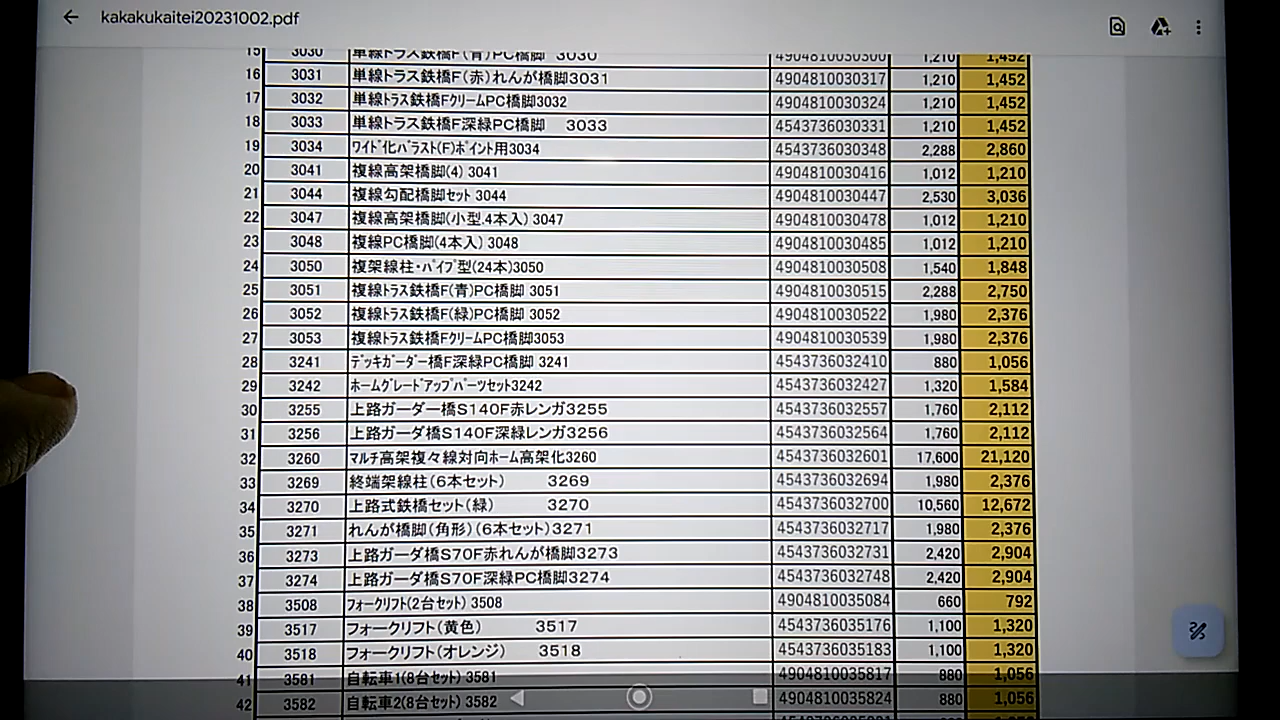 kakakukaitei20231002.pdf
15 3030 単線トラス鉄橋F(青)PC橋脚 3030 4904810030300 1,210 1,452
16 3031 単線トラス鉄橋F(赤)れんが橋脚3031 4904810030317 1,210 1,452
17 3032 単線トラス鉄橋FクリームPC橋脚3032 4904810030324 1,210 1,452
18 3033 単線トラス鉄橋F深緑PC橋脚 3033 4543736030331 1,210 1,452
19 3034 ワイド化バラスト(F)ポイント用3034 4543736030348 2,288 2,860
20 3041 複線高架橋脚(4) 3041 4904810030416 1,012 1,210
21 3044 複線勾配橋脚セット 3044 4904810030447 2,530 3,036
22 3047 複線高架橋脚(小型.4本入) 3047 4904810030478 1,012 1,210
23 3048 複線PC橋脚(4本入) 3048 4904810030485 1,012 1,210
24 3050 複架線柱・パイプ型(24本)3050 4904810030508 1,540 1,848
25 3051 複線トラス鉄橋F(青)PC橋脚 3051 4904810030515 2,288 2,750
26 3052 複線トラス鉄橋F(緑)PC橋脚 3052 4904810030522 1,980 2,376
27 3053 複線トラス鉄橋FクリームPC橋脚3053 4904810030539 1,980 2,376
28 3241 デッキガーダー橋F深緑PC橋脚 3241 4543736032410 880 1,056
29 3242 ホームグレードアップパーツセット3242 4543736032427 1,320 1,584
30 3255 上路ガーダー橋S140F赤レンガ3255 4543736032557 1,760 2,112
31 3256 上路ガーダ橋S140F深緑レンガ3256 4543736032564 1,760 2,112
32 3260 マルチ高架複々線対向ホーム高架化3260 4543736032601 17,600 21,120
33 3269 終端架線柱(6本セット) 3269 4543736032694 1,980 2,376
34 3270 上路式鉄橋セット(緑) 3270 4543736032700 10,560 12,672
35 3271 れんが橋脚(角形)(6本セット)3271 4543736032717 1,980 2,376
36 3273 上路ガーダ橋S70F赤れんが橋脚3273 4543736032731 2,420 2,904
37 3274 上路ガーダ橋S70F深緑PC橋脚3274 4543736032748 2,420 2,904
38 3508 フォークリフト(2台セット) 3508 4904810035084 660 792
39 3517 フォークリフト(黄色) 3517 4543736035176 1,100 1,320
40 3518 フォークリフト(オレンジ) 3518 4543736035183 1,100 1,320
41 3581 自転車1(8台セット) 3581 4904810035817 880 1,056
42 3582 自転車2(8台セット) 3582 4904810035824 880 1,056